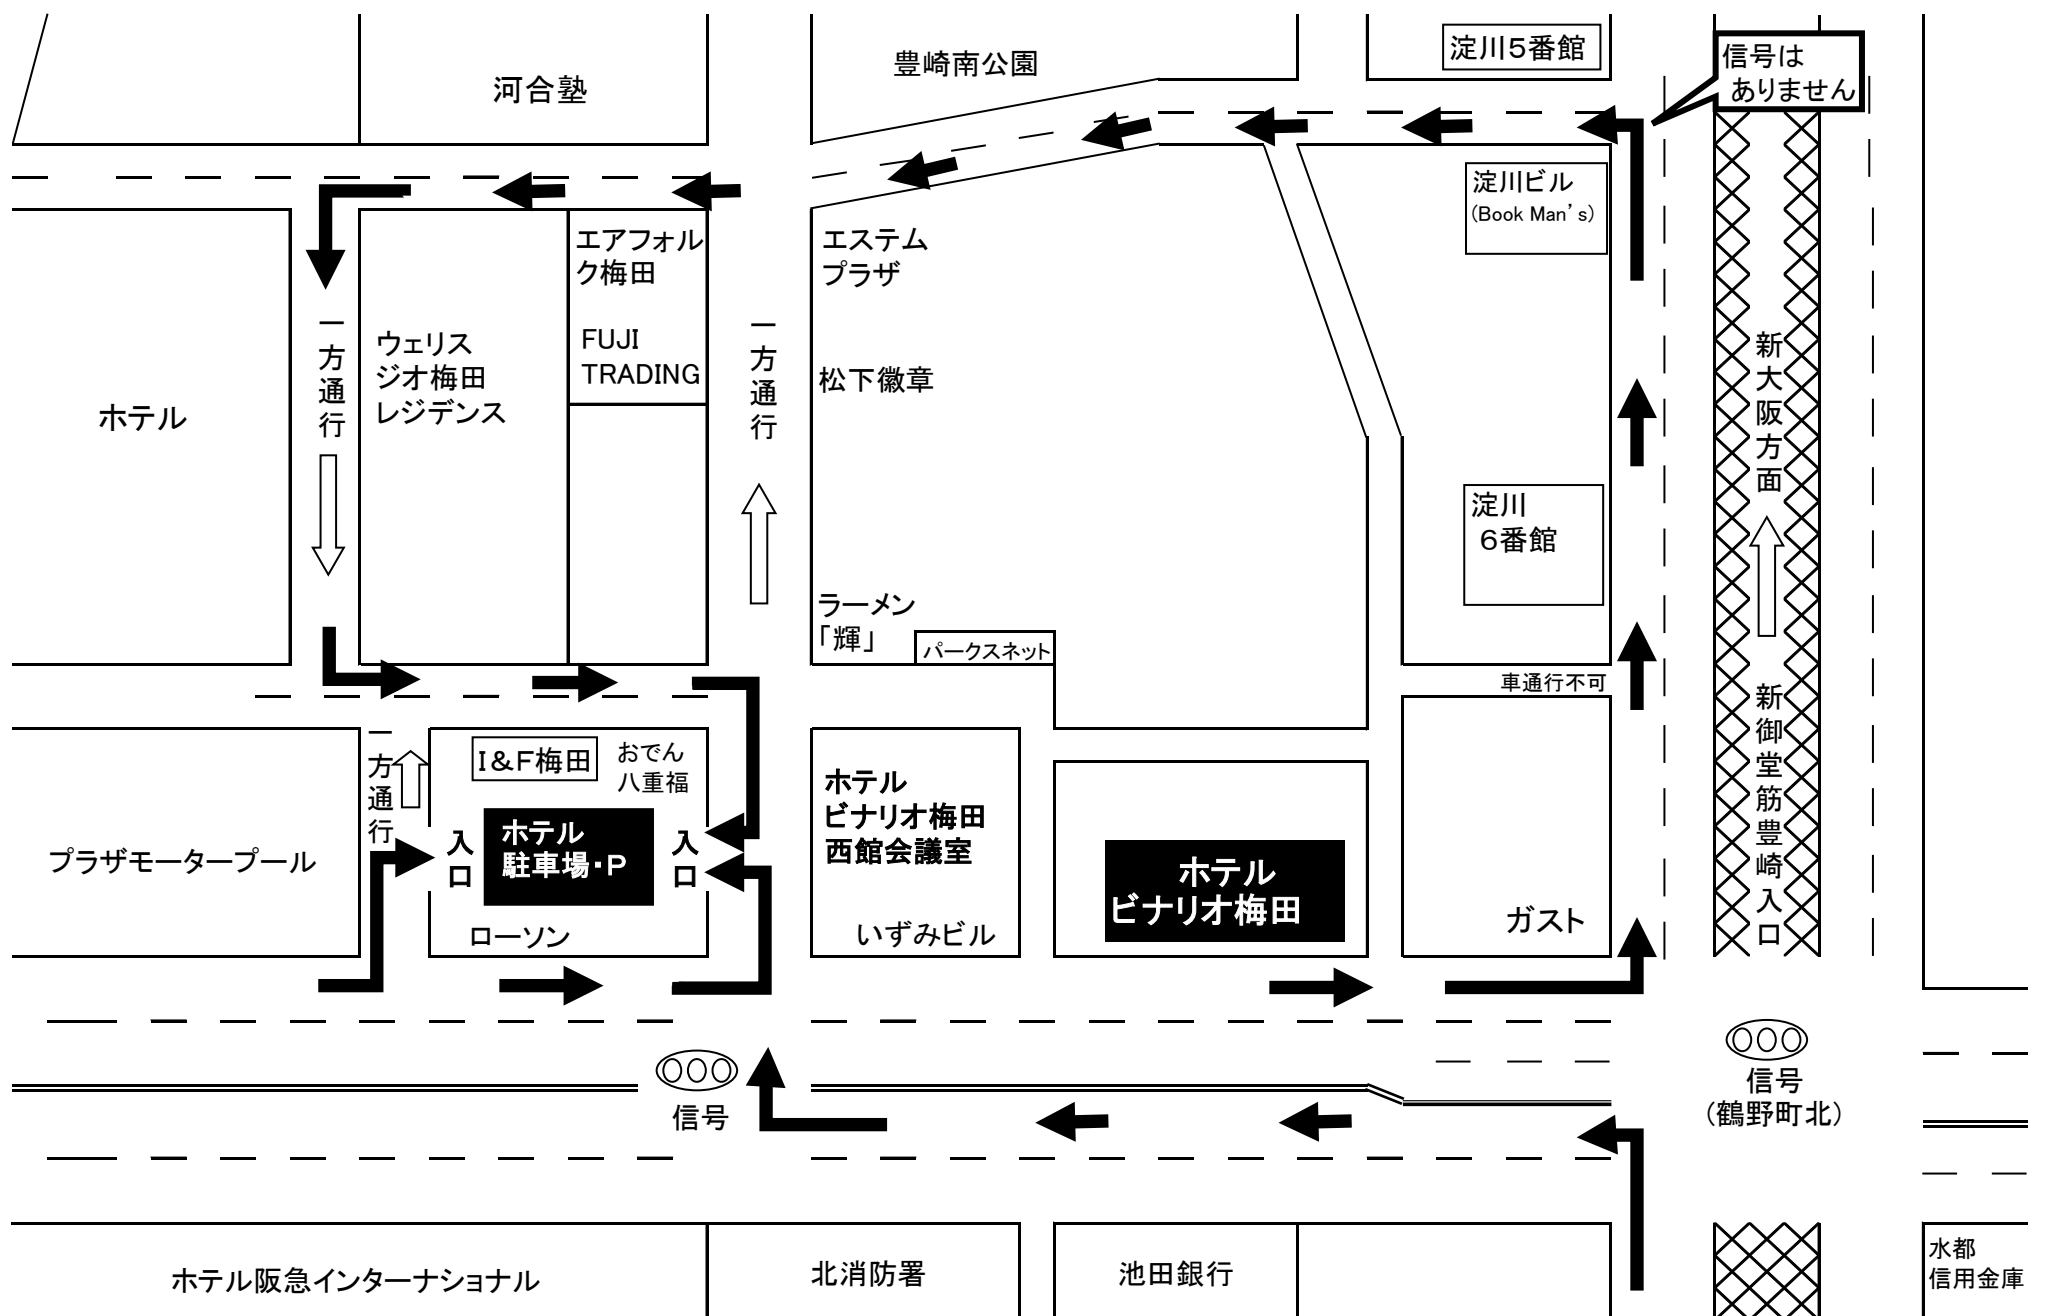 河合塾
豊崎南公園
淀川5番館
信号は
ありません
淀川ビル
(Book Man's)
エアフォル
ク梅田
FUJI
TRADING
エステム
プラザ
松下徽章
一方通行
一方通行
ウェリス
ジオ梅田
レジデンス
ホテル
新大阪方面
淀川
6番館
ラーメン
「輝」
パークスネット
車通行不可
新御堂筋豊崎入口
一方通行
I&F梅田
おでん
八重福
入口
ホテル
駐車場・P
入口
ローソン
プラザモータープール
ホテル
ビナリオ梅田
西館会議室
いずみビル
ホテル
ビナリオ梅田
ガスト
信号
信号
(鶴野町北)
ホテル阪急インターナショナル
北消防署
池田銀行
水都
信用金庫